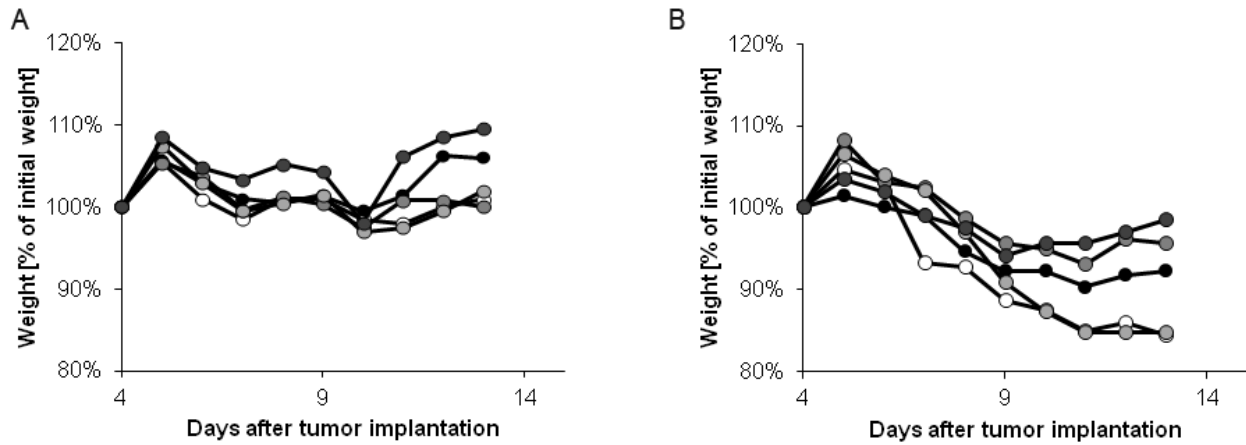 A
Weight [% of initial weight]
120%
110%
100%
90%
80%
4
9
14
Days after tumor implantation
B
Weight [% of initial weight]
120%
110%
100%
90%
80%
4
9
14
Days after tumor implantation